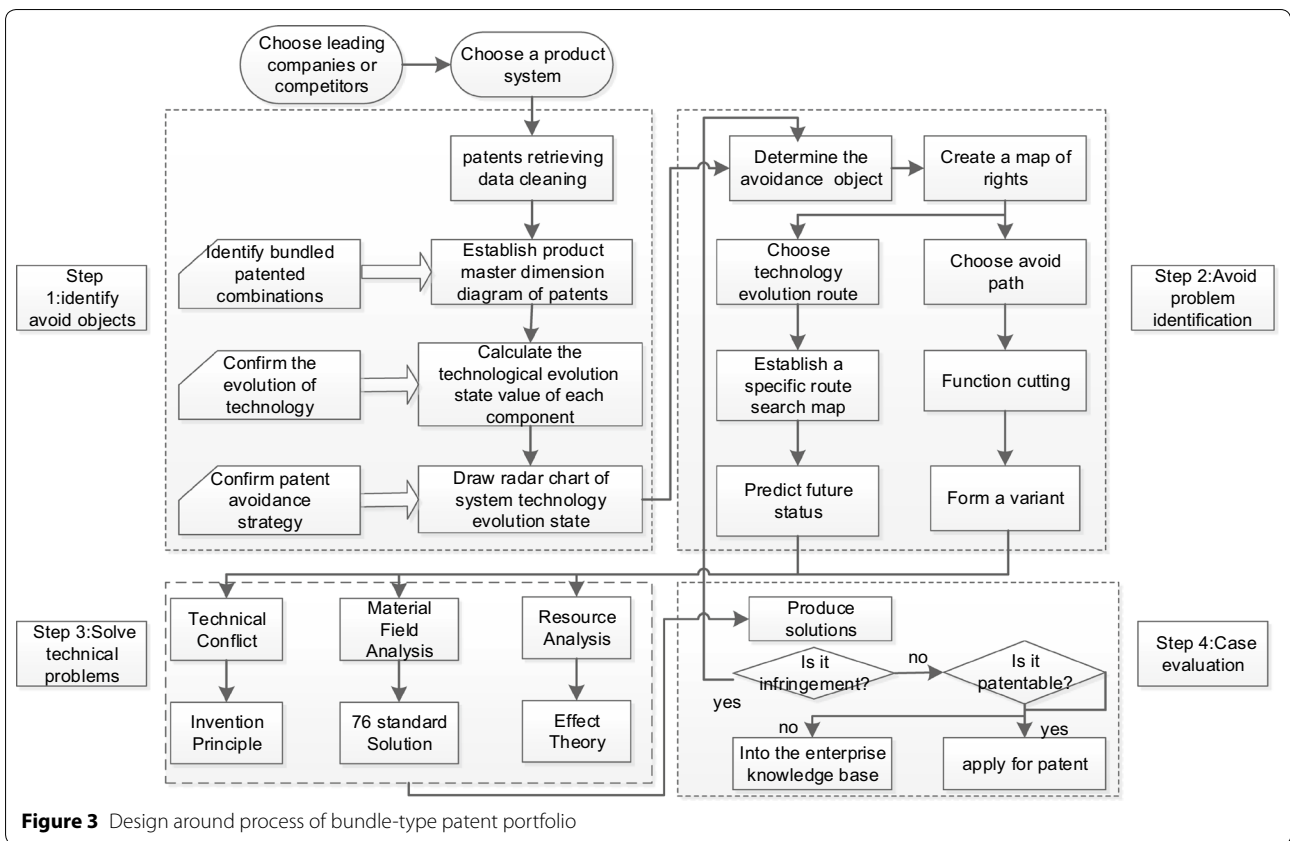 Choose leading
companies or
competitors
Choose a product
system
Step
1:identify
avoid objects
patents retrieving
data cleaning
Identify bundled
patented
combinations
Establish product
master dimension
diagram of patents
Confirm the
evolution of
technology
Calculate the
technological evolution
state value of each
component
Confirm patent
avoidance
strategy
Draw radar chart of
system technology
evolution state
Determine the
avoidance object
Create a map of
rights
Choose
technology
evolution route
Choose avoid
path
Establish a
specific route
search map
Function cutting
Predict future
status
Form a variant
Step 2:Avoid
problem
identification
Step 3:Solve
technical
problems
Technical
Conflict
Material
Field
Analysis
Resource
Analysis
Invention
Principle
76 standard
Solution
Effect
Theory
Produce
solutions
Is it
infringement?
no
Is it
patentable?
yes
no
yes
Into the enterprise
knowledge base
apply for patent
Step 4:Case
evaluation
Figure 3 Design around process of bundle-type patent portfolio